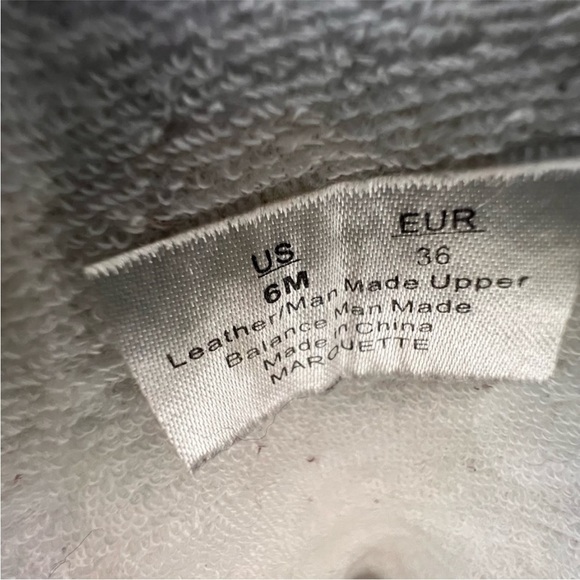 US EUR
6M 36
Leather/Man Made Upper
Balance Man Made
Made in China
MARQUETTE